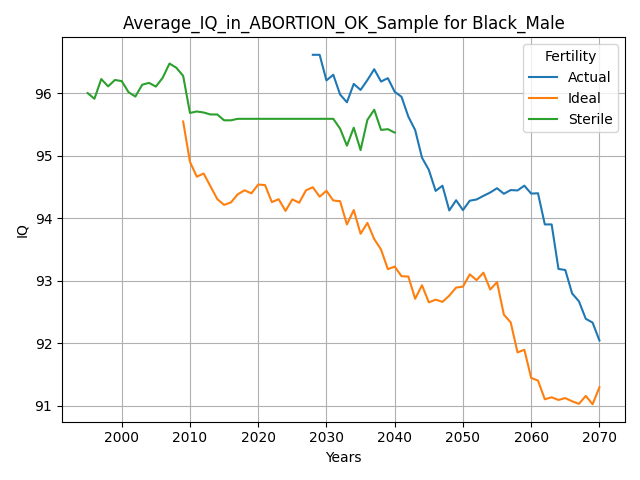 Average_IQ_in_ABORTION_OK_Sample for Black_Male
Fertility
Actual
Ideal
Sterile
IQ
96
95
94
93
92
91
2000 2010 2020 2030 2040 2050 2060 2070
Years